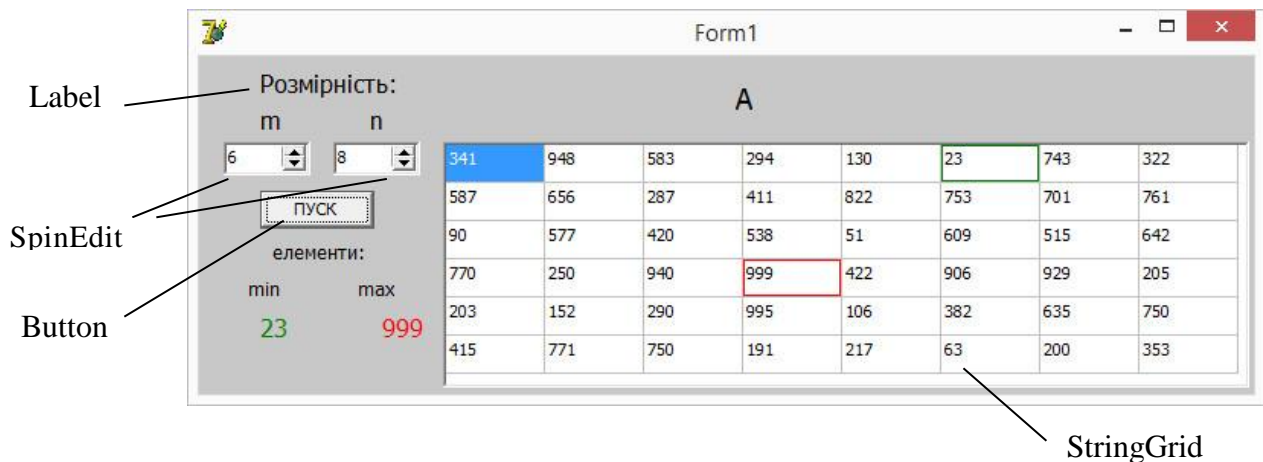 Form1
Label
Розмірність:
A
m n
6 8
ПУСК
SpinEdit
елементи:
min max
23 999
Button
341 948 583 294 130 23 743 322
587 656 287 411 822 753 701 761
90 577 420 538 51 609 515 642
770 250 940 999 422 906 929 205
203 152 290 995 106 382 635 750
415 771 750 191 217 63 200 353
StringGrid